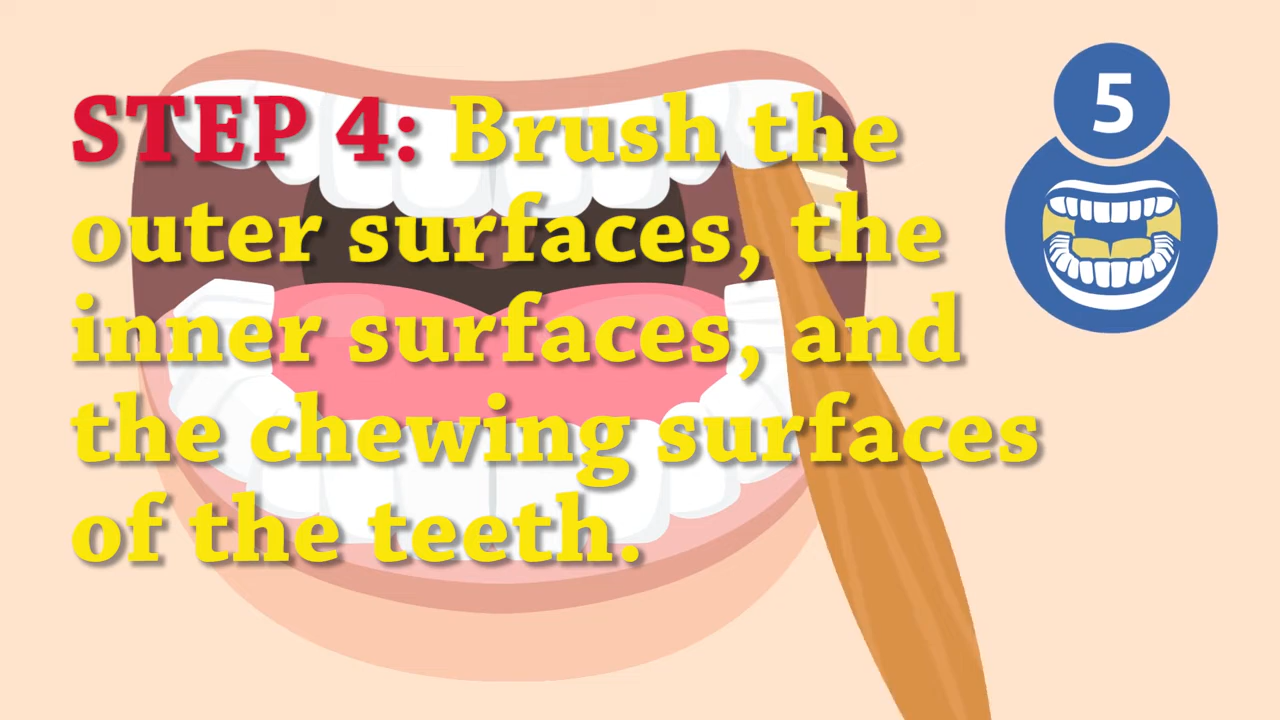 STEP 4: Brush the
outer surfaces, the
inner surfaces, and
the chewing surfaces
of the teeth.
5